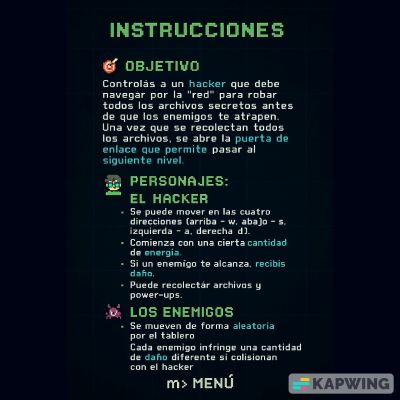 INSTRUCCIONES
OBJETIVO
Controlás a un hacker que debe
navegar por la "red" para robar
todos los archivos secretos antes
de que los enemigos te atrapen.
Una vez que se recolectan todos
los archivos, se abre la puerta de
enlace que permite pasar al
siguiente nivel.
PERSONAJES:
EL HACKER
- Se puede mover en las cuatro
direcciones (arriba - w, abajo - s,
izquierda - a, derecha d).
- Comienza con una cierta cantidad
de energía.
- Si un enemigo te alcanza, recibís
daño.
- Puede recolectár archivos y
power-ups.
LOS ENEMIGOS
- Se mueven de forma aleatoria
por el tablero
Cada enemigo infringe una cantidad
de daño diferente si colisionan
con el hacker
m> MENÚ
KAPWING